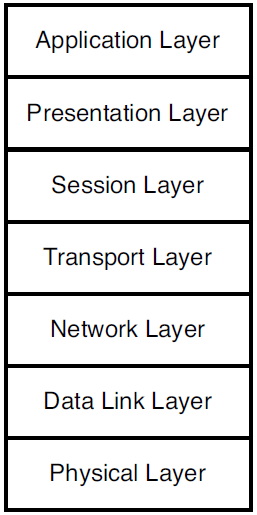 Application Layer
Presentation Layer
Session Layer
Transport Layer
Network Layer
Data Link Layer
Physical Layer